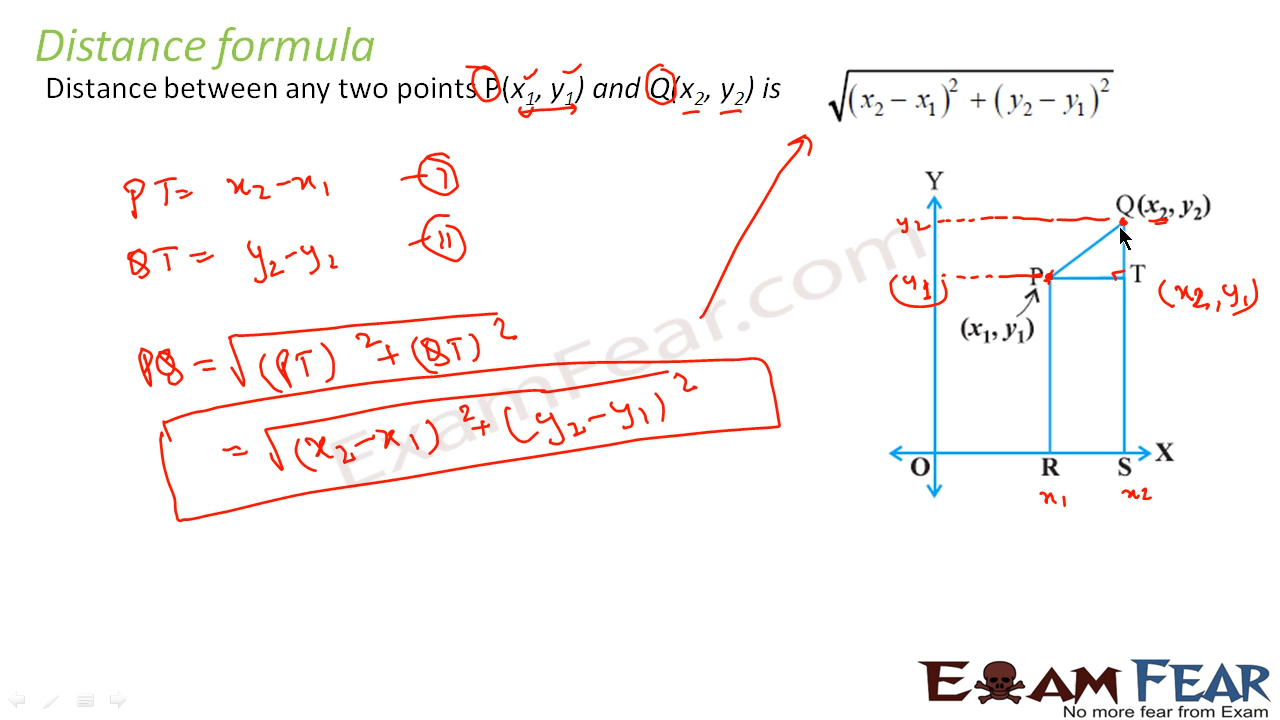 Distance formula
Distance between any two points P(x₁, y₁) and Q(x₂, y₂) is √((x₂ − x₁)² + (y₂ − y₁)²)
PT = x₂ − x₁ — I
QT = y₂ − y₂ — II
PQ = √((PT)² + (QT)²)
= √((x₂ − x₁)² + (y₂ − y₁)²)
Y
Q(x₂, y₂)
y₂
P
T
y₁
(x₂, y₁)
(x₁, y₁)
O
R
S
X
x₁
x₂
ExamFear.com
EXAM FEAR
No more fear from Exam